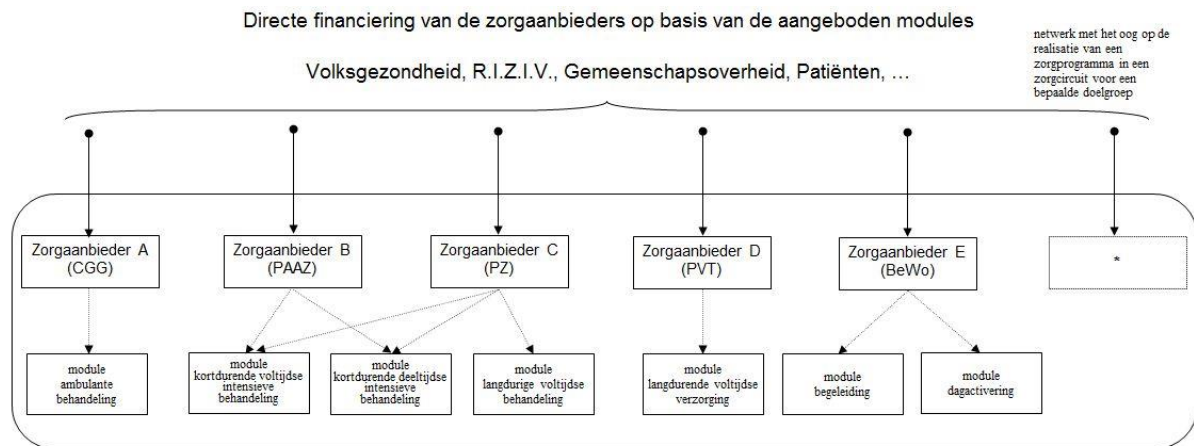 Directe financiering van de zorgaanbieders op basis van de aangeboden modules
netwerk met het oog op de
realisatie van een
zorgprogramma in een
zorgcircuit voor een
bepaalde doelgroep
Volksgezondheid, R.I.Z.I.V., Gemeenschapsoverheid, Patiënten, ...
Zorgaanbieder A
(CGG)
Zorgaanbieder B
(PAAZ)
Zorgaanbieder C
(PZ)
Zorgaanbieder D
(PVT)
Zorgaanbieder E
(BeWo)
*
module
ambulante
behandeling
module
kortdurende voltijdse
intensieve
behandeling
module
kortdurende deeltijdse
intensieve
behandeling
module
langdurige voltijdse
behandeling
module
langdurende voltijdse
verzorging
module
begeleiding
module
dagactivering